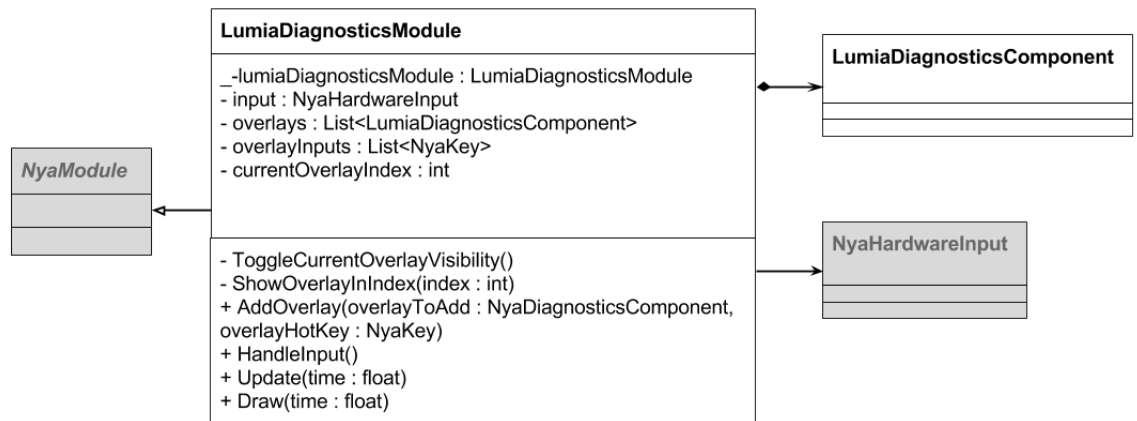 LumiaDiagnosticsModule
_-lumiaDiagnosticsModule : LumiaDiagnosticsModule
- input : NyaHardwareInput
- overlays : List<LumiaDiagnosticsComponent>
- overlayInputs : List<NyaKey>
- currentOverlayIndex : int
- ToggleCurrentOverlayVisibility()
- ShowOverlayInIndex(index : int)
+ AddOverlay(overlayToAdd : NyaDiagnosticsComponent,
overlayHotKey : NyaKey)
+ HandleInput()
+ Update(time : float)
+ Draw(time : float)
NyaModule
LumiaDiagnosticsComponent
NyaHardwareInput